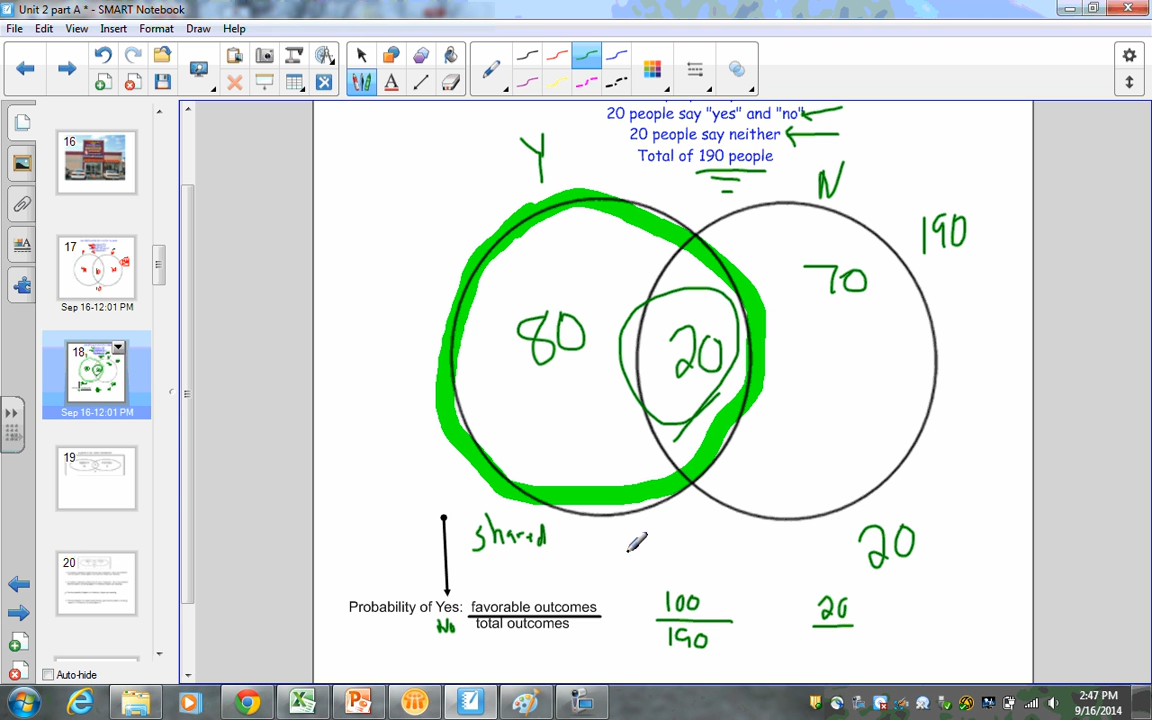 Unit 2 part A * - SMART Notebook
File Edit View Insert Format Draw Help
16
17
Sep 16-12:01 PM
18
Sep 16-12:01 PM
19
20
Auto-hide
20 people say "yes" and "no"
20 people say neither
Total of 190 people
Y
N
190
70
80
20
20
shared
Probability of Yes: favorable outcomes
total outcomes
No
100
190
20
2:47 PM
9/16/2014